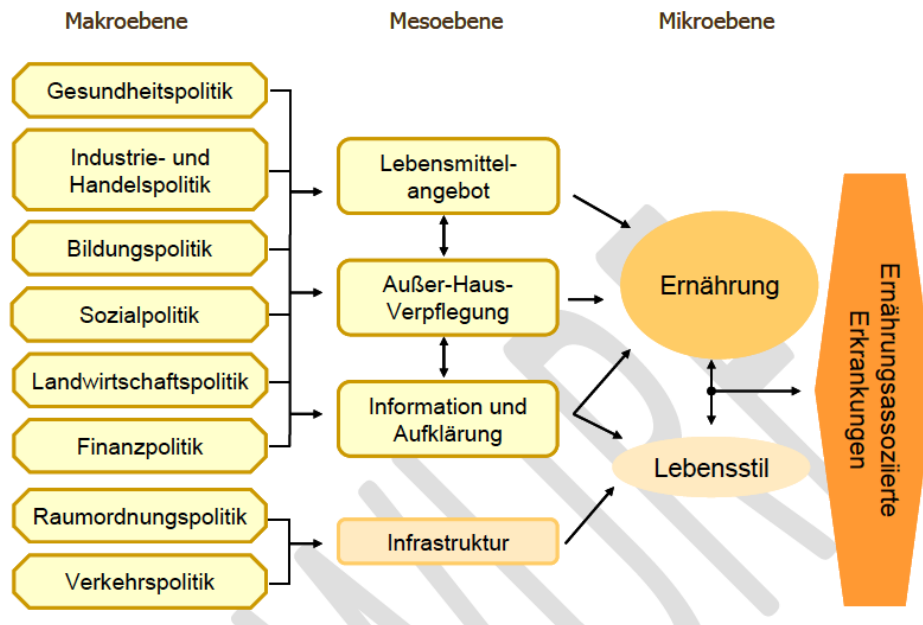 Makroebene
Mesoebene
Mikroebene
Gesundheitspolitik
Industrie- und
Handelspolitik
Bildungspolitik
Sozialpolitik
Landwirtschaftspolitik
Finanzpolitik
Raumordnungspolitik
Verkehrspolitik
Lebensmittel-
angebot
Außer-Haus-
Verpflegung
Information und
Aufklärung
Infrastruktur
Ernährung
Lebensstil
Ernährungsassoziierte
Erkrankungen